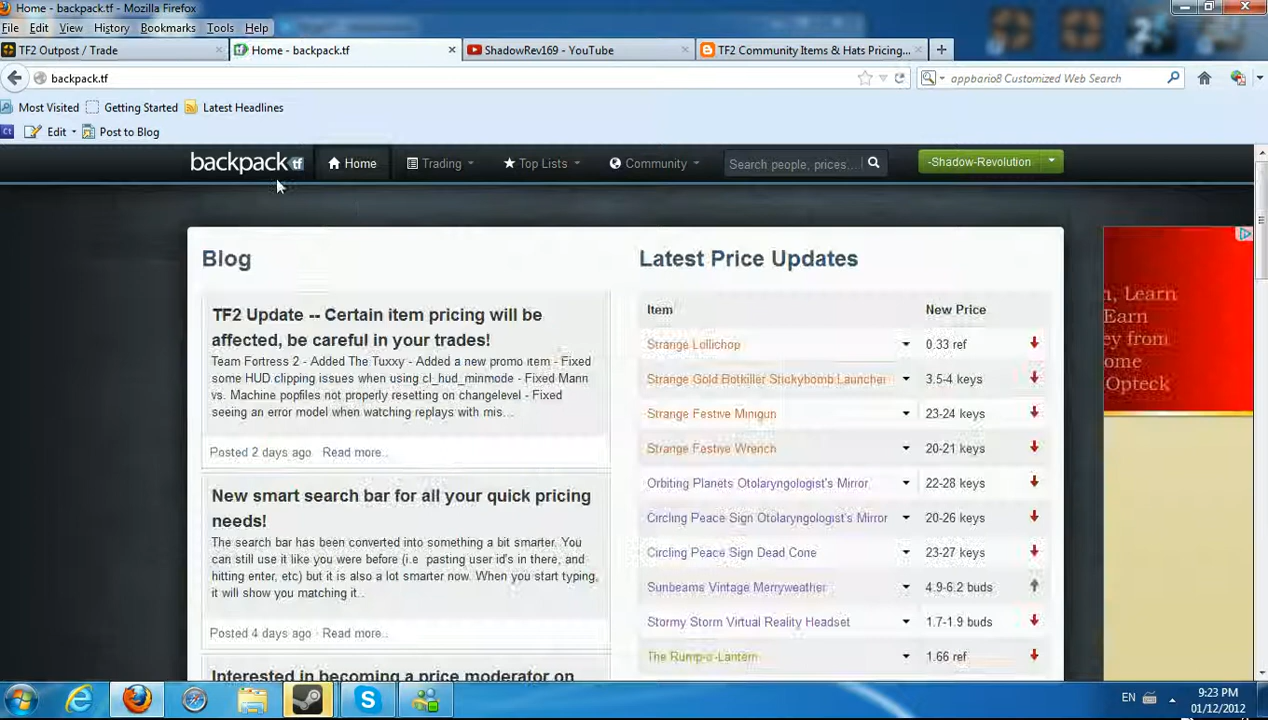 Home - backpack.tf - Mozilla Firefox
File Edit View History Bookmarks Tools Help
TF2 Outpost / Trade
Home - backpack.tf
ShadowRev169 - YouTube
TF2 Community Items & Hats Pricing...
backpack.tf
appbario8 Customized Web Search
Most Visited Getting Started Latest Headlines
Ct Edit Post to Blog
backpack tf Home Trading Top Lists Community Search people, prices... -Shadow-Revolution
Blog
TF2 Update -- Certain item pricing will be
affected, be careful in your trades!
Team Fortress 2 - Added The Tuxxy - Added a new promo item - Fixed
some HUD clipping issues when using cl_hud_minmode - Fixed Mann
vs. Machine popfiles not properly resetting on changelevel - Fixed
seeing an error model when watching replays with mis...
Posted 2 days ago · Read more..
New smart search bar for all your quick pricing
needs!
The search bar has been converted into something a bit smarter. You
can still use it like you were before (i.e pasting user id's in there, and
hitting enter, etc) but it is also a lot smarter now. When you start typing,
it will show you matching it..
Posted 4 days ago · Read more..
Interested in becoming a price moderator on
Latest Price Updates
Item New Price
Strange Lollichop 0.33 ref
Strange Gold Botkiller Stickybomb Launcher 3.5-4 keys
Strange Festive Minigun 23-24 keys
Strange Festive Wrench 20-21 keys
Orbiting Planets Otolaryngologist's Mirror 22-28 keys
Circling Peace Sign Otolaryngologist's Mirror 20-26 keys
Circling Peace Sign Dead Cone 23-27 keys
Sunbeams Vintage Merryweather 4.9-6.2 buds
Stormy Storm Virtual Reality Headset 1.7-1.9 buds
The Rump-o'-Lantern 1.66 ref
n, Learn
Earn
ey from
ome
Opteck
EN
9:23 PM
01/12/2012